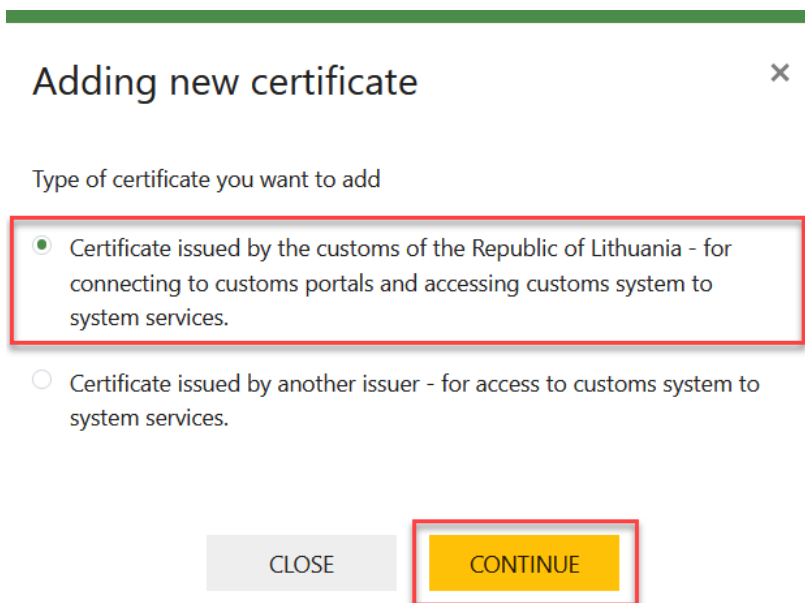 Adding new certificate
Type of certificate you want to add
Certificate issued by the customs of the Republic of Lithuania - for
connecting to customs portals and accessing customs system to
system services.
Certificate issued by another issuer - for access to customs system to
system services.
CLOSE
CONTINUE